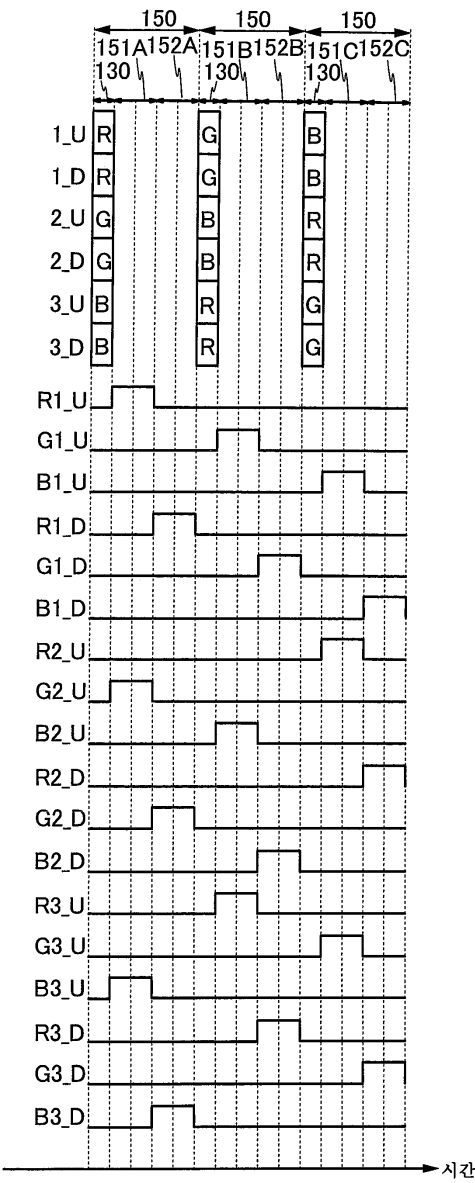 150 150 150
151A 152A 151B 152B 151C 152C
130 130 130
1_U R G B
1_D R G B
2_U G B R
2_D G B R
3_U B R G
3_D B R G
R1_U
G1_U
B1_U
R1_D
G1_D
B1_D
R2_U
G2_U
B2_U
R2_D
G2_D
B2_D
R3_U
G3_U
B3_U
R3_D
G3_D
B3_D
시간